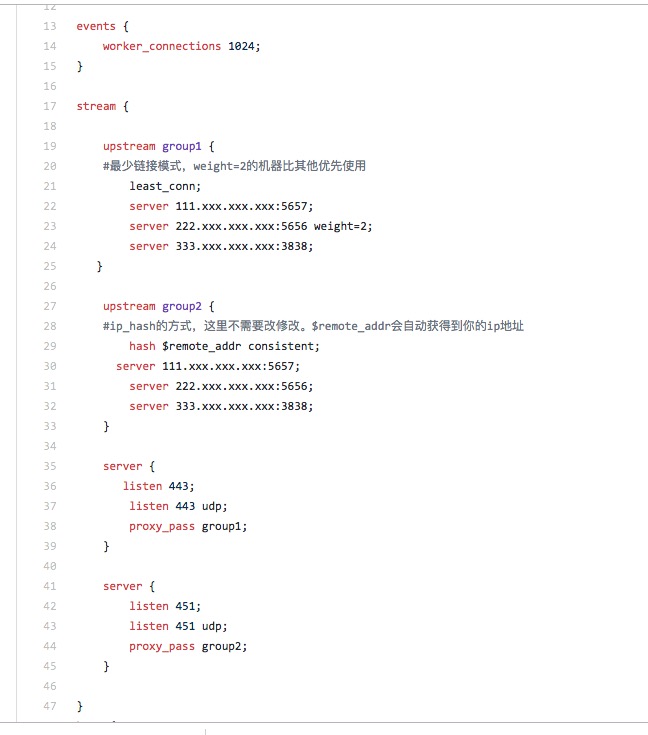 12
13 events {
14 worker_connections 1024;
15 }
16
17 stream {
18
19 upstream group1 {
20 #最少链接模式，weight=2的机器比其他优先使用
21 least_conn;
22 server 111.xxx.xxx.xxx:5657;
23 server 222.xxx.xxx.xxx:5656 weight=2;
24 server 333.xxx.xxx.xxx:3838;
25 }
26
27 upstream group2 {
28 #ip_hash的方式，这里不需要改修改。$remote_addr会自动获得到你的ip地址
29 hash $remote_addr consistent;
30 server 111.xxx.xxx.xxx:5657;
31 server 222.xxx.xxx.xxx:5656;
32 server 333.xxx.xxx.xxx:3838;
33 }
34
35 server {
36 listen 443;
37 listen 443 udp;
38 proxy_pass group1;
39 }
40
41 server {
42 listen 451;
43 listen 451 udp;
44 proxy_pass group2;
45 }
46
47 }